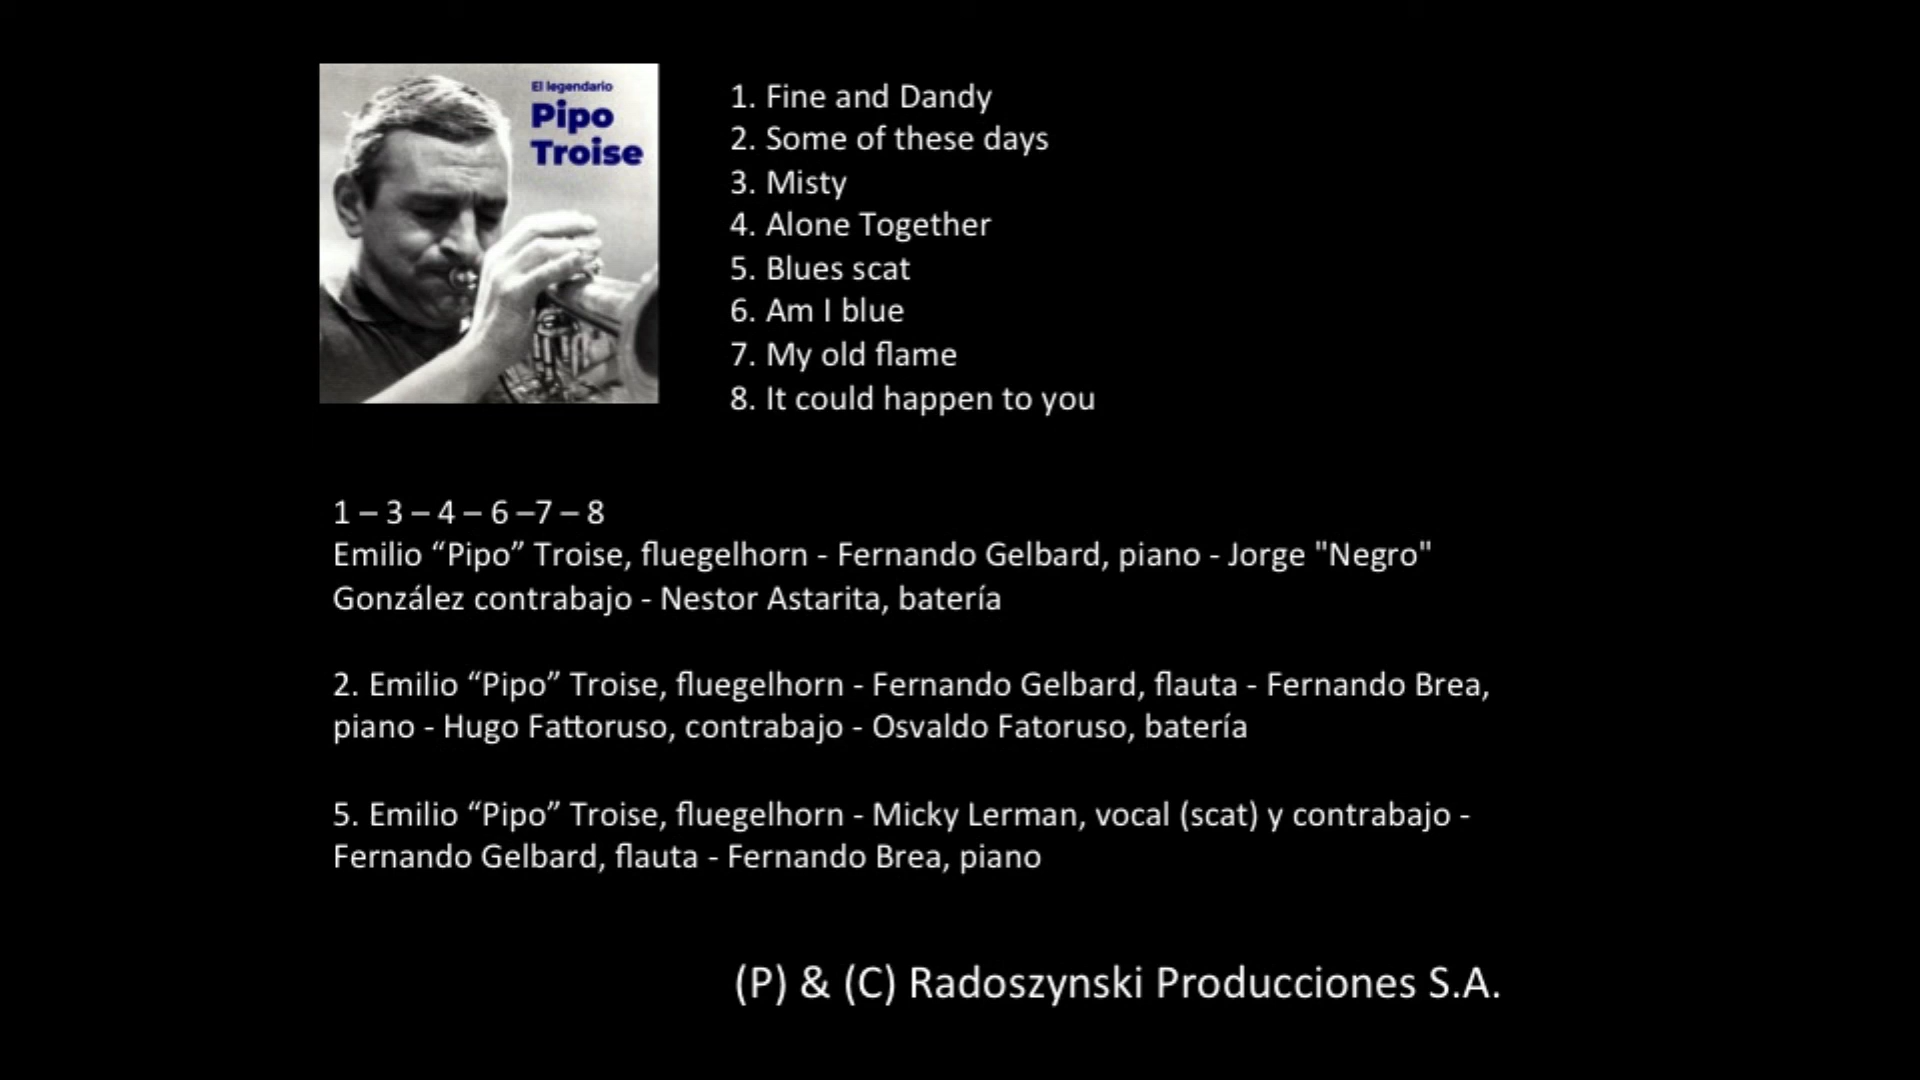 El legendario
Pipo
Troise
1. Fine and Dandy
2. Some of these days
3. Misty
4. Alone Together
5. Blues scat
6. Am I blue
7. My old flame
8. It could happen to you
1 – 3 – 4 – 6 –7 – 8
Emilio “Pipo” Troise, fluegelhorn - Fernando Gelbard, piano - Jorge "Negro"
González contrabajo - Nestor Astarita, batería
2. Emilio “Pipo” Troise, fluegelhorn - Fernando Gelbard, flauta - Fernando Brea,
piano - Hugo Fattoruso, contrabajo - Osvaldo Fatoruso, batería
5. Emilio “Pipo” Troise, fluegelhorn - Micky Lerman, vocal (scat) y contrabajo -
Fernando Gelbard, flauta - Fernando Brea, piano
(P) & (C) Radoszynski Producciones S.A.